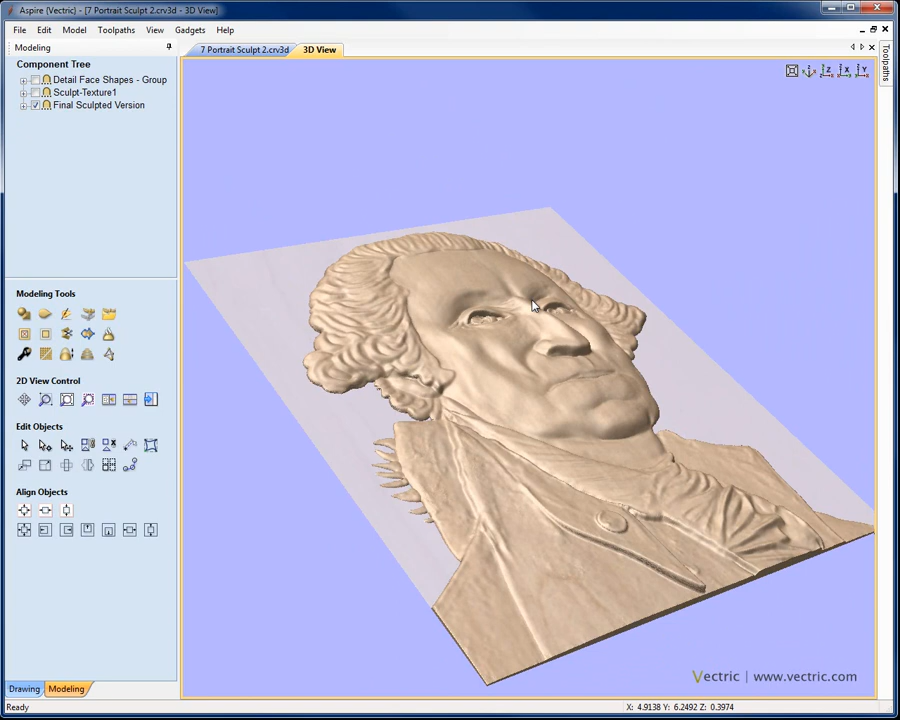 Aspire (Vectric) - [7 Portrait Sculpt 2.crv3d - 3D View]
File Edit Model Toolpaths View Gadgets Help
Modeling
7 Portrait Sculpt 2.crv3d
3D View
Toolpaths
Component Tree
Detail Face Shapes - Group
Sculpt-Texture1
Final Sculpted Version
Z X Y
Modeling Tools
2D View Control
Edit Objects
Align Objects
Vectric | www.vectric.com
Drawing Modeling
Ready
X: 4.9138 Y: 6.2492 Z: 0.3974